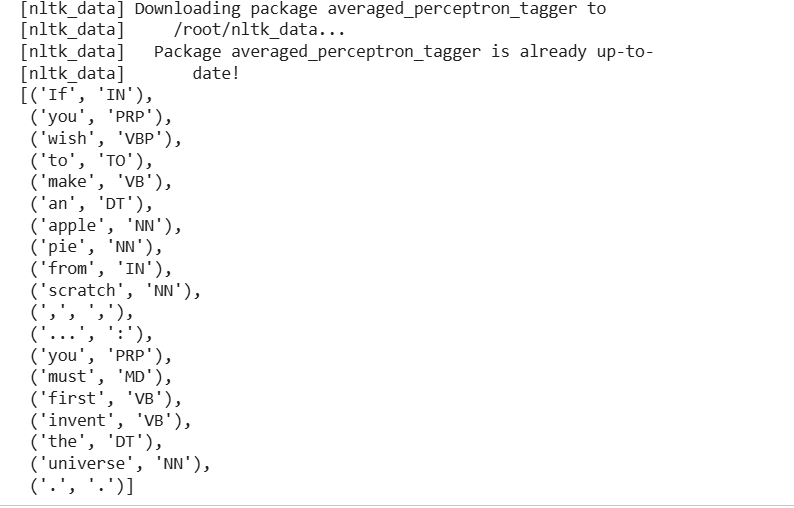 [nltk_data] Downloading package averaged_perceptron_tagger to
[nltk_data]     /root/nltk_data...
[nltk_data]   Package averaged_perceptron_tagger is already up-to-
[nltk_data]       date!
[('If', 'IN'),
 ('you', 'PRP'),
 ('wish', 'VBP'),
 ('to', 'TO'),
 ('make', 'VB'),
 ('an', 'DT'),
 ('apple', 'NN'),
 ('pie', 'NN'),
 ('from', 'IN'),
 ('scratch', 'NN'),
 (',', ','),
 ('...', ':'),
 ('you', 'PRP'),
 ('must', 'MD'),
 ('first', 'VB'),
 ('invent', 'VB'),
 ('the', 'DT'),
 ('universe', 'NN'),
 ('.', '.')]